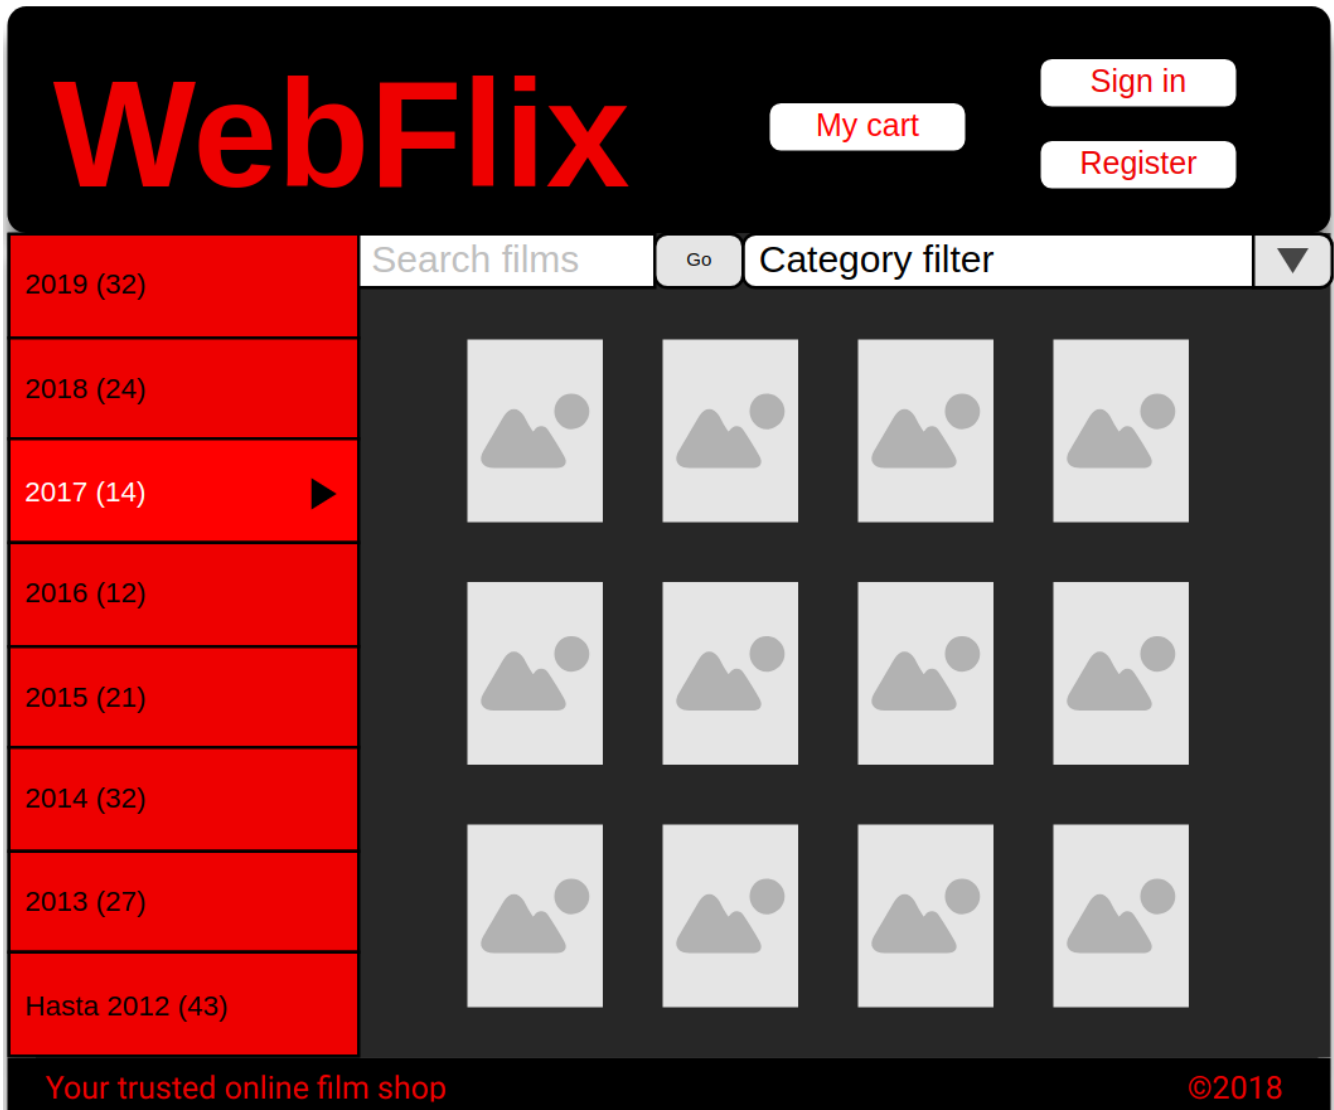 WebFlix
My cart
Sign in
Register
Search films
Go
Category filter
2019 (32)
2018 (24)
2017 (14)
2016 (12)
2015 (21)
2014 (32)
2013 (27)
Hasta 2012 (43)
Your trusted online film shop
©2018